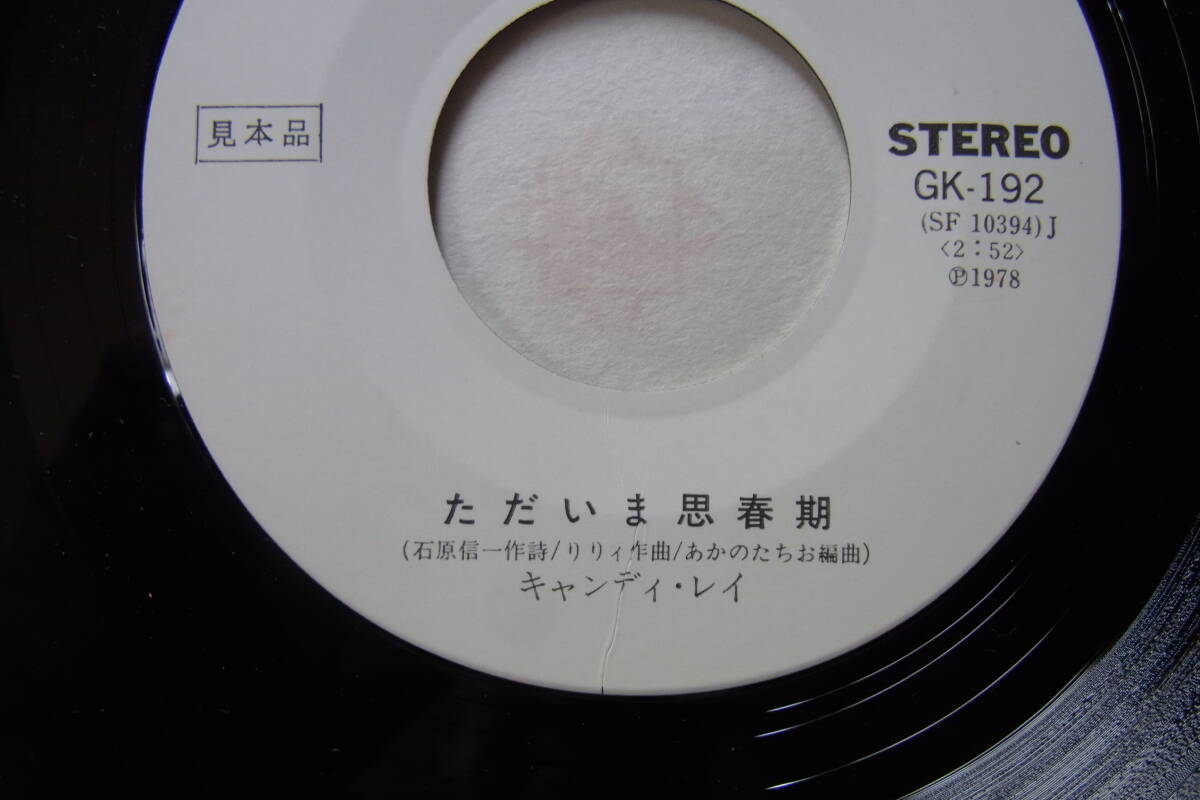 見本品
STEREO
GK-192
(SF 10394) J
〈2:52〉
Ⓟ1978
ただいま思春期
(石原信一作詩/りりィ作曲/あかのたちお編曲)
キャンディ・レイ